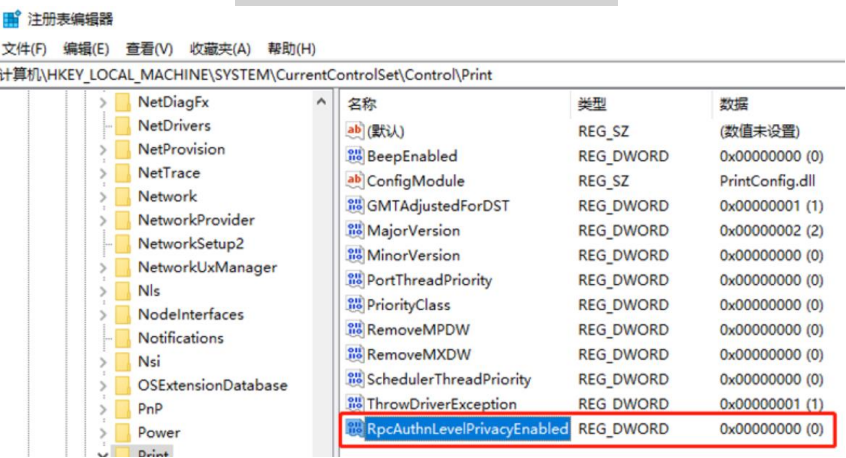 注册表编辑器
文件(F) 编辑(E) 查看(V) 收藏夹(A) 帮助(H)
计算机\HKEY_LOCAL_MACHINE\SYSTEM\CurrentControlSet\Control\Print
NetDiagFx
NetDrivers
NetProvision
NetTrace
Network
NetworkProvider
NetworkSetup2
NetworkUxManager
Nls
NodeInterfaces
Notifications
Nsi
OSExtensionDatabase
PnP
Power
Print
名称 类型 数据
(默认) REG_SZ (数值未设置)
BeepEnabled REG_DWORD 0x00000000 (0)
ConfigModule REG_SZ PrintConfig.dll
GMTAdjustedForDST REG_DWORD 0x00000001 (1)
MajorVersion REG_DWORD 0x00000002 (2)
MinorVersion REG_DWORD 0x00000000 (0)
PortThreadPriority REG_DWORD 0x00000000 (0)
PriorityClass REG_DWORD 0x00000000 (0)
RemoveMPDW REG_DWORD 0x00000000 (0)
RemoveMXDW REG_DWORD 0x00000000 (0)
SchedulerThreadPriority REG_DWORD 0x00000000 (0)
ThrowDriverException REG_DWORD 0x00000001 (1)
RpcAuthnLevelPrivacyEnabled REG_DWORD 0x00000000 (0)